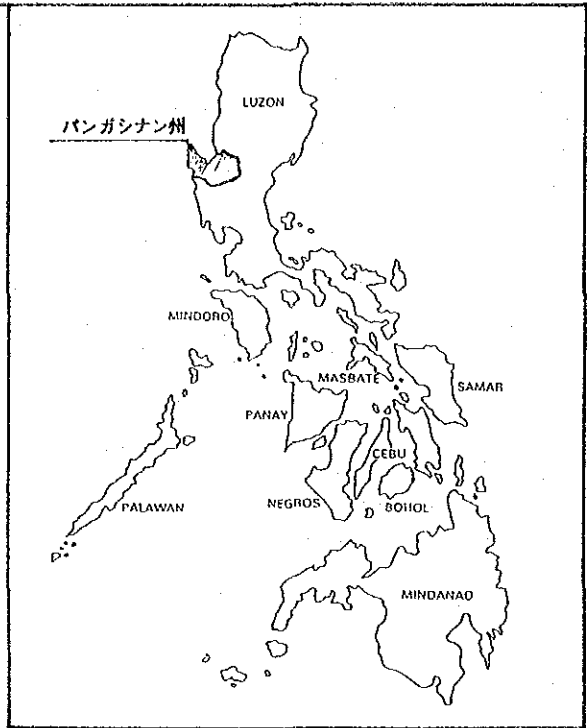 LUZON
パンガシナン州
MINDORO
MASBATE
SAMAR
PANAY
CEBU
PALAWAN
NEGROS
BOHOL
MINDANAO